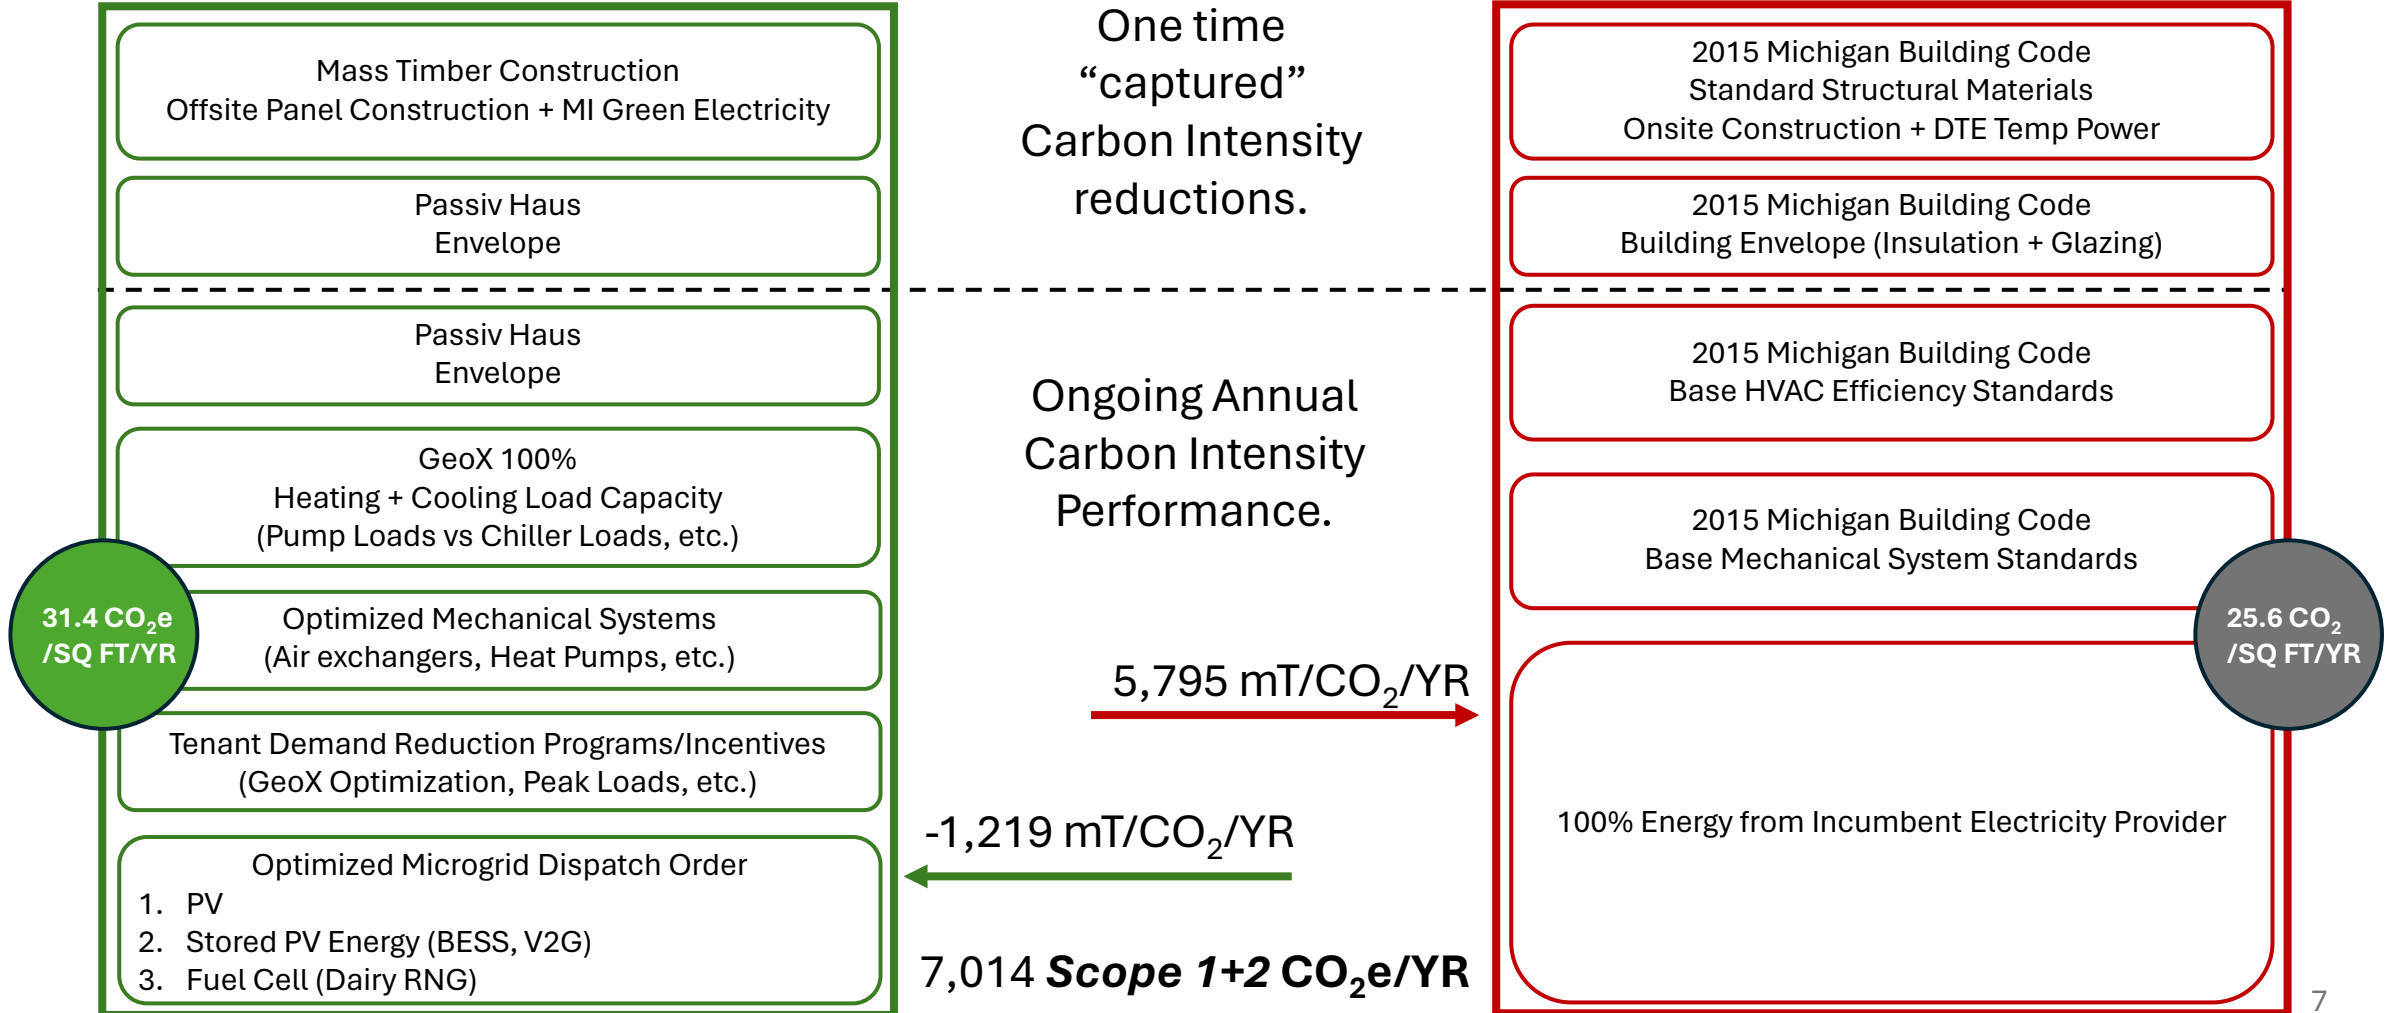 Mass Timber Construction
Offsite Panel Construction + MI Green Electricity
Passiv Haus
Envelope
Passiv Haus
Envelope
GeoX 100%
Heating + Cooling Load Capacity
(Pump Loads vs Chiller Loads, etc.)
31.4 CO₂e
/SQ FT/YR
Optimized Mechanical Systems
(Air exchangers, Heat Pumps, etc.)
Tenant Demand Reduction Programs/Incentives
(GeoX Optimization, Peak Loads, etc.)
Optimized Microgrid Dispatch Order
1. PV
2. Stored PV Energy (BESS, V2G)
3. Fuel Cell (Dairy RNG)
One time
“captured”
Carbon Intensity
reductions.
Ongoing Annual
Carbon Intensity
Performance.
5,795 mT/CO₂/YR
-1,219 mT/CO₂/YR
7,014 Scope 1+2 CO₂e/YR
2015 Michigan Building Code
Standard Structural Materials
Onsite Construction + DTE Temp Power
2015 Michigan Building Code
Building Envelope (Insulation + Glazing)
2015 Michigan Building Code
Base HVAC Efficiency Standards
2015 Michigan Building Code
Base Mechanical System Standards
25.6 CO₂
/SQ FT/YR
100% Energy from Incumbent Electricity Provider
7